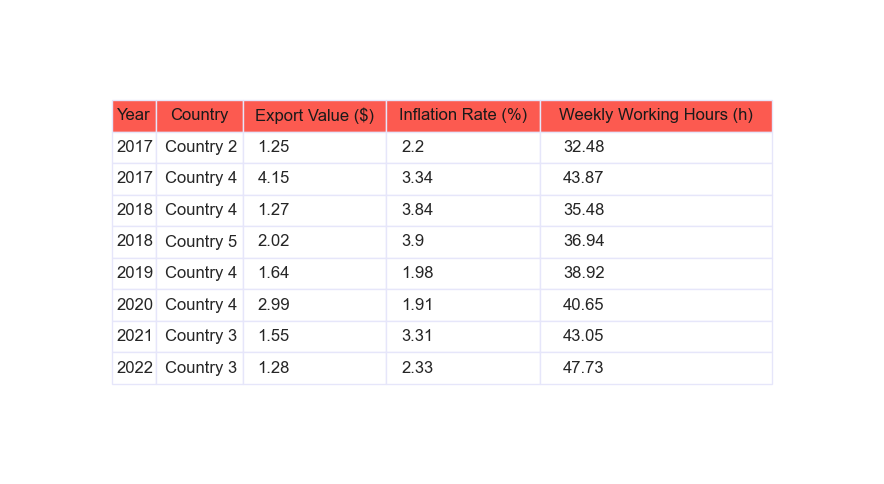 Year Country Export Value ($) Inflation Rate (%) Weekly Working Hours (h)
2017 Country 2 1.25 2.2 32.48
2017 Country 4 4.15 3.34 43.87
2018 Country 4 1.27 3.84 35.48
2018 Country 5 2.02 3.9 36.94
2019 Country 4 1.64 1.98 38.92
2020 Country 4 2.99 1.91 40.65
2021 Country 3 1.55 3.31 43.05
2022 Country 3 1.28 2.33 47.73